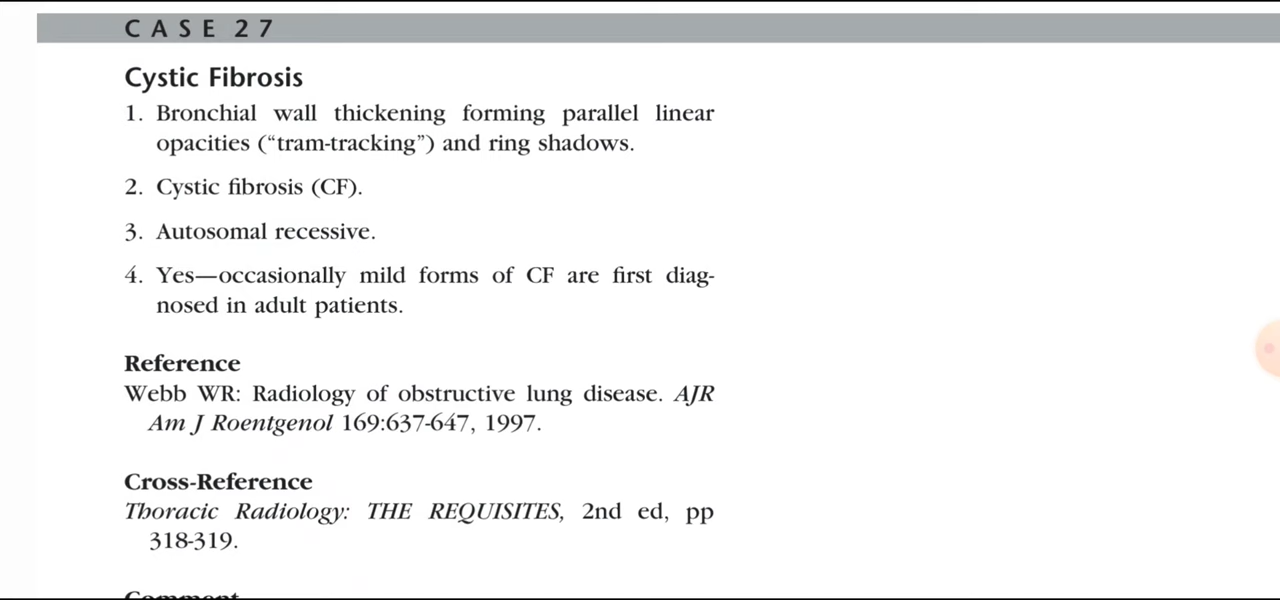 CASE 27
Cystic Fibrosis
1. Bronchial wall thickening forming parallel linear
opacities (“tram-tracking”) and ring shadows.
2. Cystic fibrosis (CF).
3. Autosomal recessive.
4. Yes—occasionally mild forms of CF are first diag-
nosed in adult patients.
Reference
Webb WR: Radiology of obstructive lung disease. AJR
Am J Roentgenol 169:637-647, 1997.
Cross-Reference
Thoracic Radiology: THE REQUISITES, 2nd ed, pp
318-319.
Comment